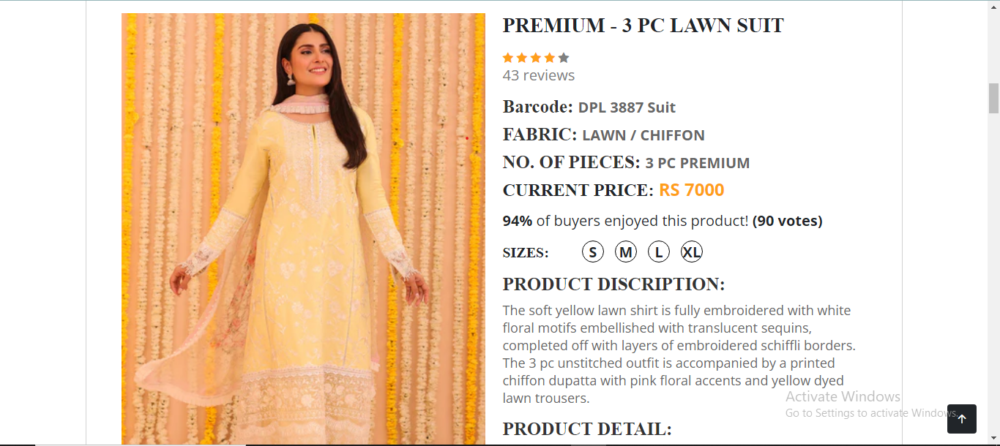 PREMIUM - 3 PC LAWN SUIT
43 reviews
Barcode: DPL 3887 Suit
FABRIC: LAWN / CHIFFON
NO. OF PIECES: 3 PC PREMIUM
CURRENT PRICE: RS 7000
94% of buyers enjoyed this product! (90 votes)
SIZES: S M L XL
PRODUCT DISCRIPTION:
The soft yellow lawn shirt is fully embroidered with white
floral motifs embellished with translucent sequins,
completed off with layers of embroidered schiffli borders.
The 3 pc unstitched outfit is accompanied by a printed
chiffon dupatta with pink floral accents and yellow dyed
lawn trousers.
Activate Windows
Go to Settings to activate Windows.
PRODUCT DETAIL: